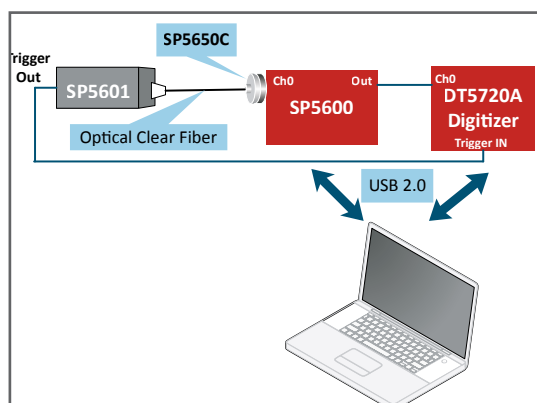 SP5650C
Trigger
Out
SP5601
Optical Clear Fiber
Ch0
Out
SP5600
Ch0
DT5720A
Digitizer
Trigger IN
USB 2.0